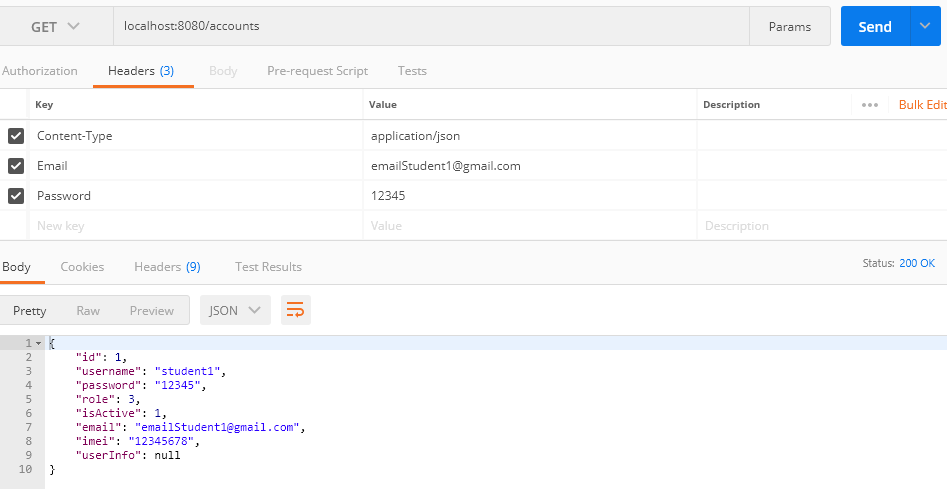 GET localhost:8080/accounts Params Send
Authorization Headers (3) Body Pre-request Script Tests
Key Value Description ••• Bulk Edit
Content-Type application/json
Email emailStudent1@gmail.com
Password 12345
New key Value Description
Body Cookies Headers (9) Test Results Status: 200 OK
Pretty Raw Preview JSON
1 {
2 "id": 1,
3 "username": "student1",
4 "password": "12345",
5 "role": 3,
6 "isActive": 1,
7 "email": "emailStudent1@gmail.com",
8 "imei": "12345678",
9 "userInfo": null
10 }